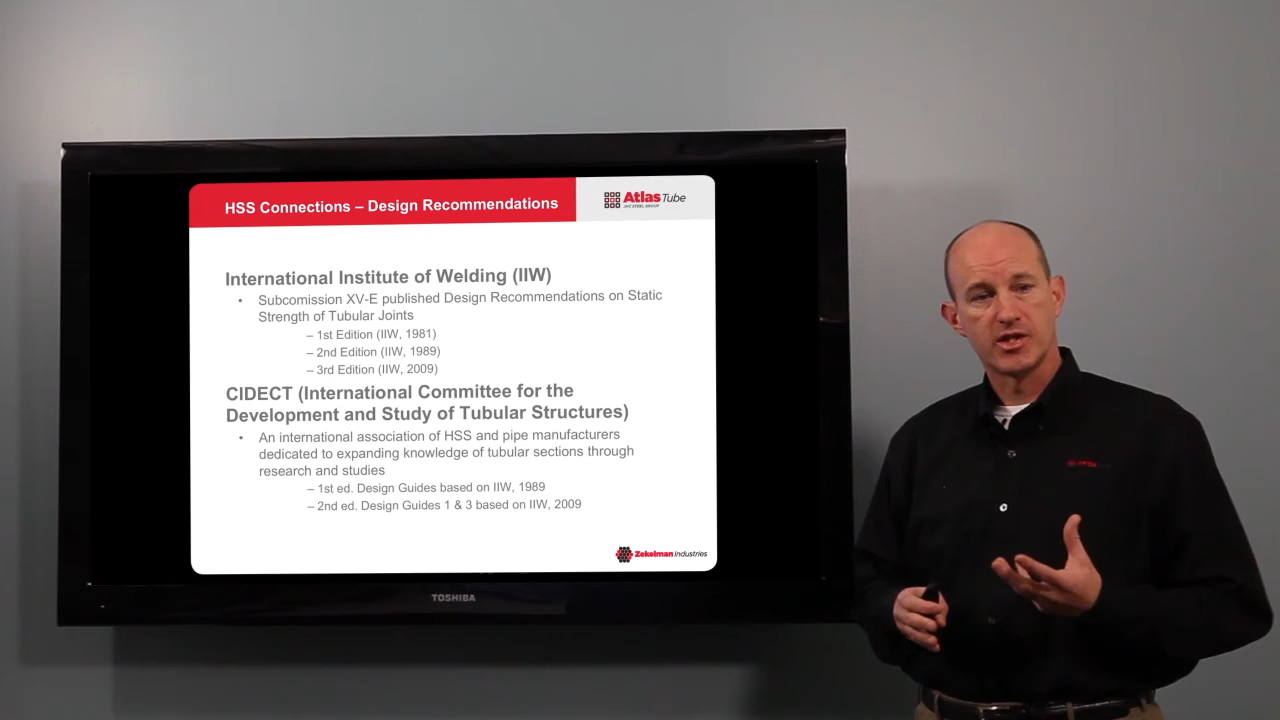 HSS Connections – Design Recommendations
Atlas Tube
JMC STEEL GROUP
International Institute of Welding (IIW)
• Subcomission XV-E published Design Recommendations on Static
Strength of Tubular Joints
– 1st Edition (IIW, 1981)
– 2nd Edition (IIW, 1989)
– 3rd Edition (IIW, 2009)
CIDECT (International Committee for the
Development and Study of Tubular Structures)
• An international association of HSS and pipe manufacturers
dedicated to expanding knowledge of tubular sections through
research and studies
– 1st ed. Design Guides based on IIW, 1989
– 2nd ed. Design Guides 1 & 3 based on IIW, 2009
Zekelman Industries
TOSHIBA